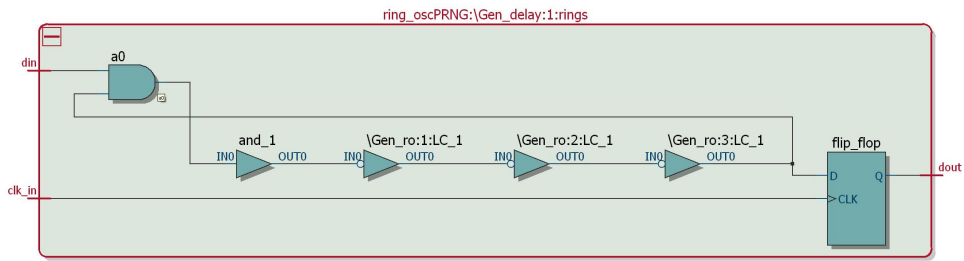 ring_oscPRNG:\Gen_delay:1:rings
din
a0
a0
and_1
\Gen_ro:1:LC_1
\Gen_ro:2:LC_1
\Gen_ro:3:LC_1
flip_flop
IN0
OUT0
IN0
OUT0
IN0
OUT0
IN0
OUT0
D
Q
dout
clk_in
CLK